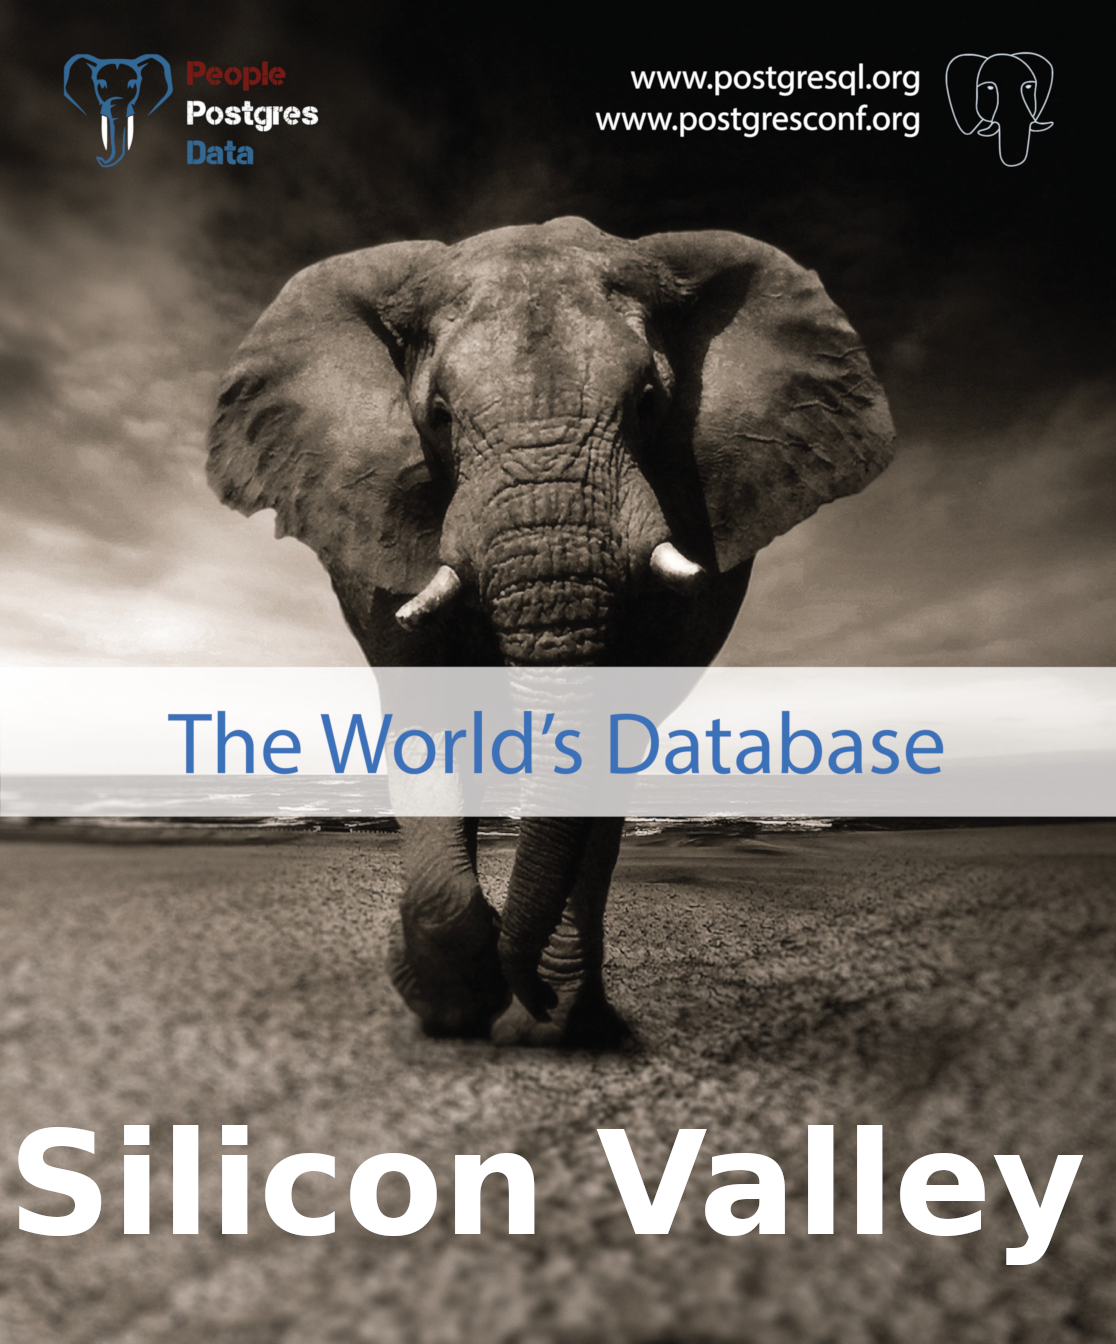 People
Postgres
Data
www.postgresql.org
www.postgresconf.org
The World's Database
Silicon Valley